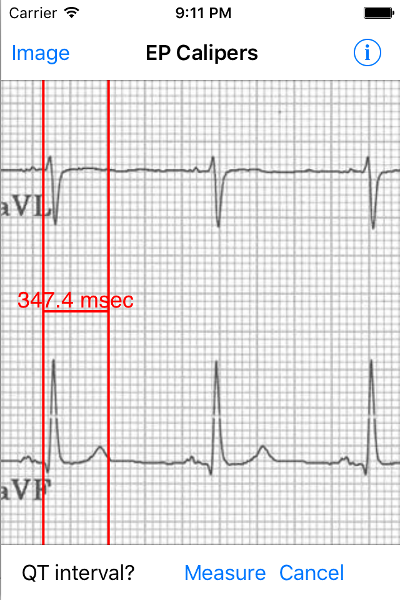 Carrier 9:11 PM
Image EP Calipers i
aVL
347.4 msec
aVF
QT interval? Measure Cancel